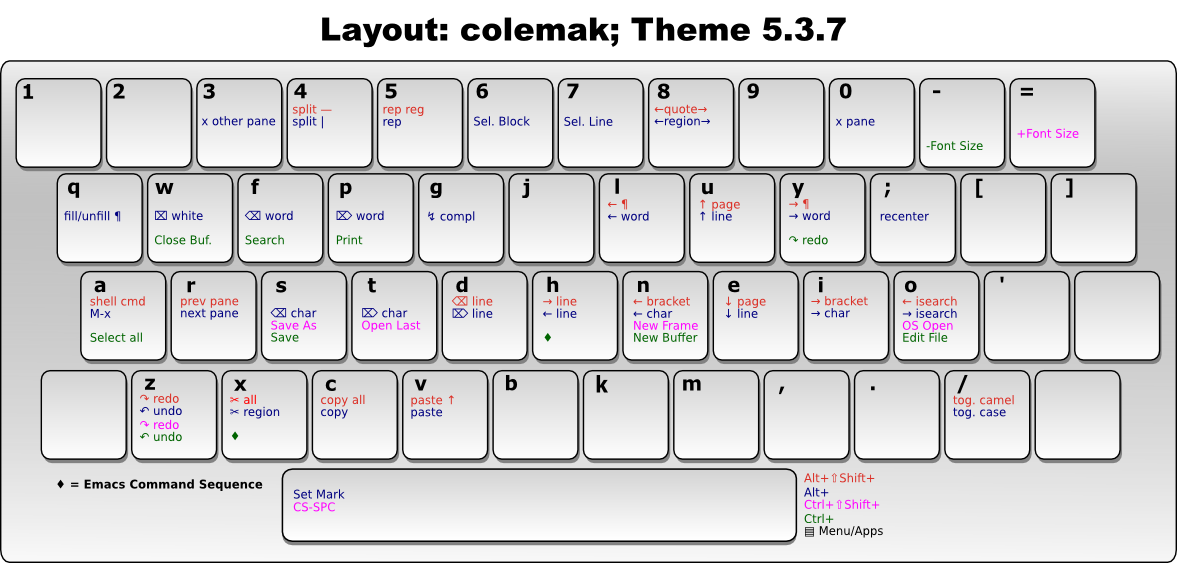 Layout: colemak; Theme 5.3.7
1
2
3
x other pane
4
split —
split |
5
rep reg
rep
6
Sel. Block
7
Sel. Line
8
←quote→
←region→
9
0
x pane
-
-Font Size
=
+Font Size
q
fill/unfill ¶
w
⌧ white
Close Buf.
f
⌫ word
Search
p
⌦ word
Print
g
↯ compl
j
l
← ¶
← word
u
↑ page
↑ line
y
→ ¶
→ word
↷ redo
;
recenter
[
]
a
shell cmd
M-x
Select all
r
prev pane
next pane
s
⌫ char
Save As
Save
t
⌦ char
Open Last
d
⌫ line
⌦ line
h
→ line
← line
♦
n
← bracket
← char
New Frame
New Buffer
e
↓ page
↓ line
i
→ bracket
→ char
o
← isearch
→ isearch
OS Open
Edit File
'
z
↷ redo
↶ undo
↷ redo
↶ undo
x
✂ all
✂ region
♦
c
copy all
copy
v
paste ↑
paste
b
k
m
,
.
/
tog. camel
tog. case
♦ = Emacs Command Sequence
Set Mark
CS-SPC
Alt+⇧Shift+
Alt+
Ctrl+⇧Shift+
Ctrl+
▤ Menu/Apps